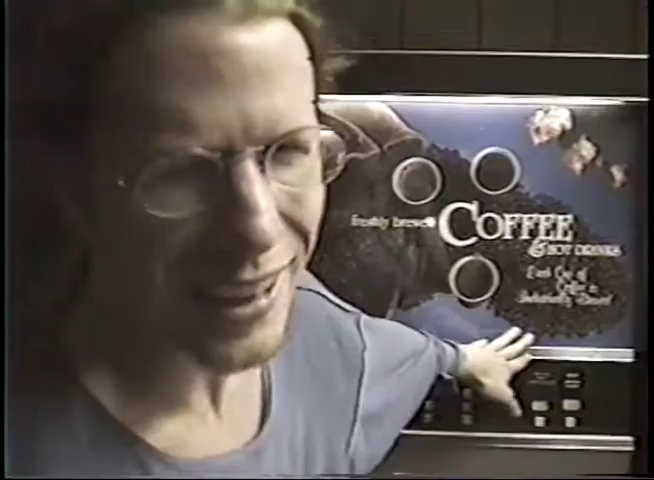 Freshly brewed
COFFEE
& HOT DRINKS
Each Cup of
Coffee is
Individually Brewed